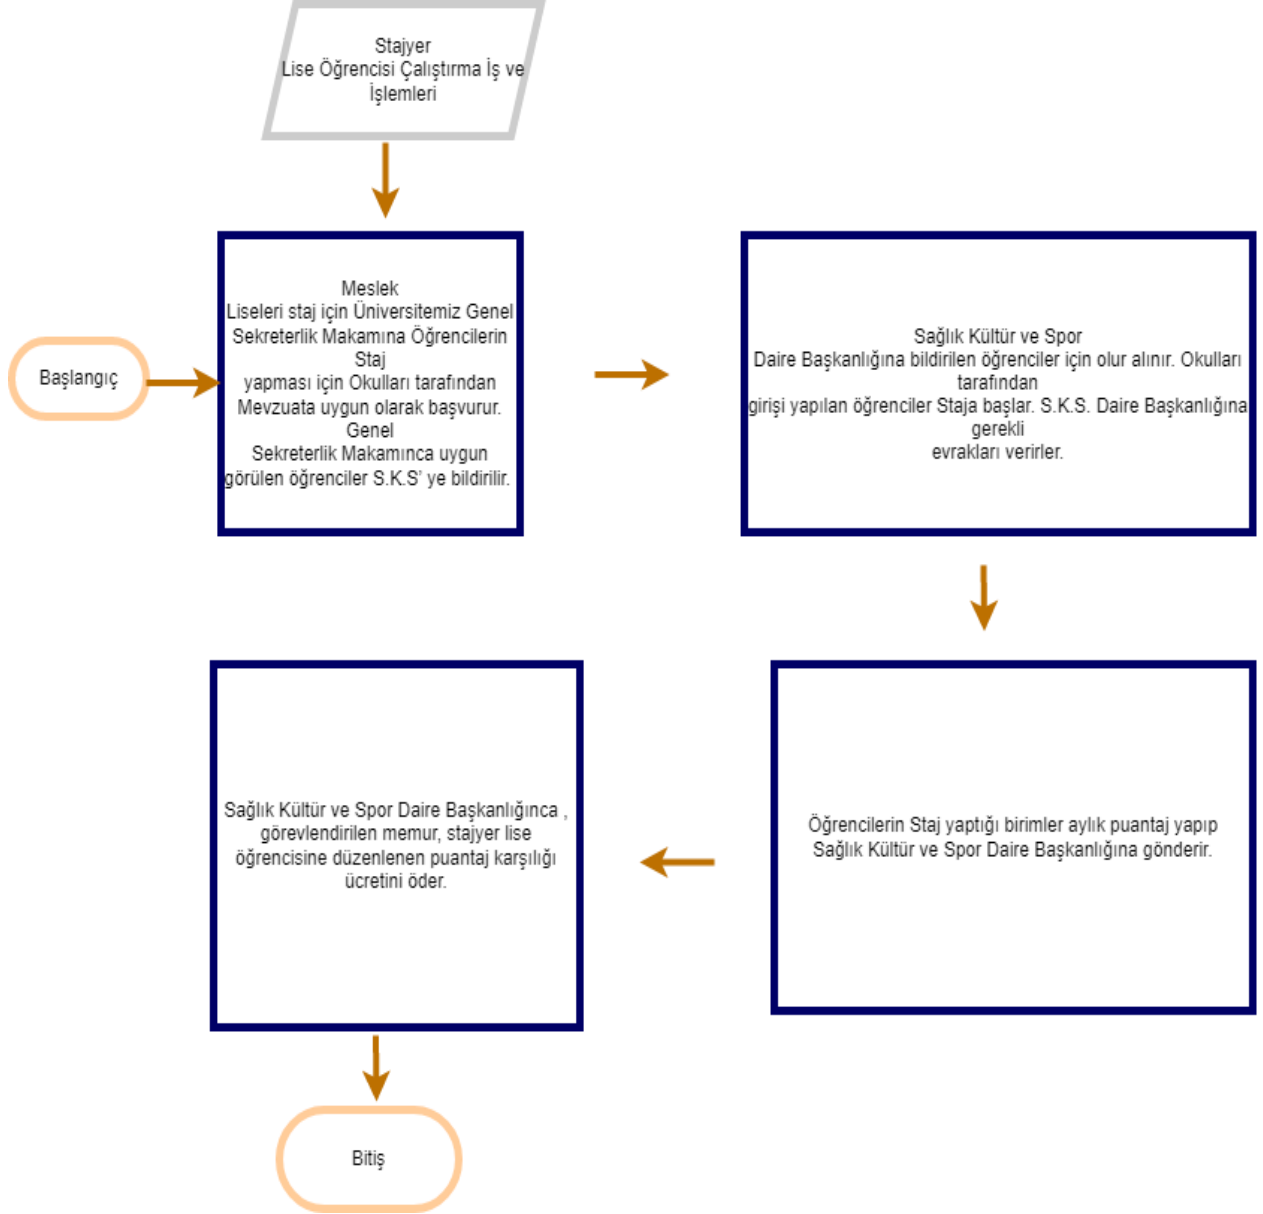 Stajyer
Lise Öğrencisi Çalıştırma İş ve
İşlemleri
Başlangıç
Meslek
Liseleri staj için Üniversitemiz Genel
Sekreterlik Makamına Öğrencilerin
Staj
yapması için Okulları tarafından
Mevzuata uygun olarak başvurur.
Genel
Sekreterlik Makamınca uygun
görülen öğrenciler S.K.S’ ye bildirilir.
Sağlık Kültür ve Spor
Daire Başkanlığına bildirilen öğrenciler için olur alınır. Okulları
tarafından
girişi yapılan öğrenciler Staja başlar. S.K.S. Daire Başkanlığına
gerekli
evrakları verirler.
Öğrencilerin Staj yaptığı birimler aylık puantaj yapıp
Sağlık Kültür ve Spor Daire Başkanlığına gönderir.
Sağlık Kültür ve Spor Daire Başkanlığınca ,
görevlendirilen memur, stajyer lise
öğrencisine düzenlenen puantaj karşılığı
ücretini öder.
Bitiş